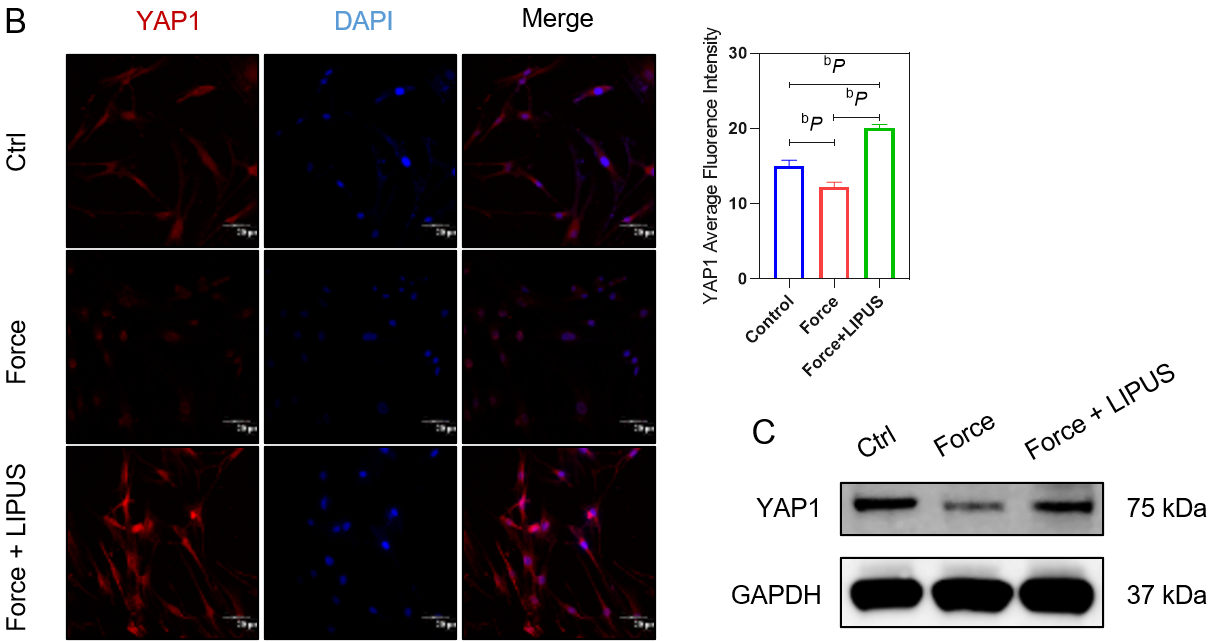 B
YAP1
DAPI
Merge
Ctrl
Force
Force + LIPUS
YAP1 Average Fluorence Intensity
30
20
10
0
bP
bP
bP
Control
Force
Force+LIPUS
C
Ctrl
Force
Force + LIPUS
YAP1
75 kDa
GAPDH
37 kDa